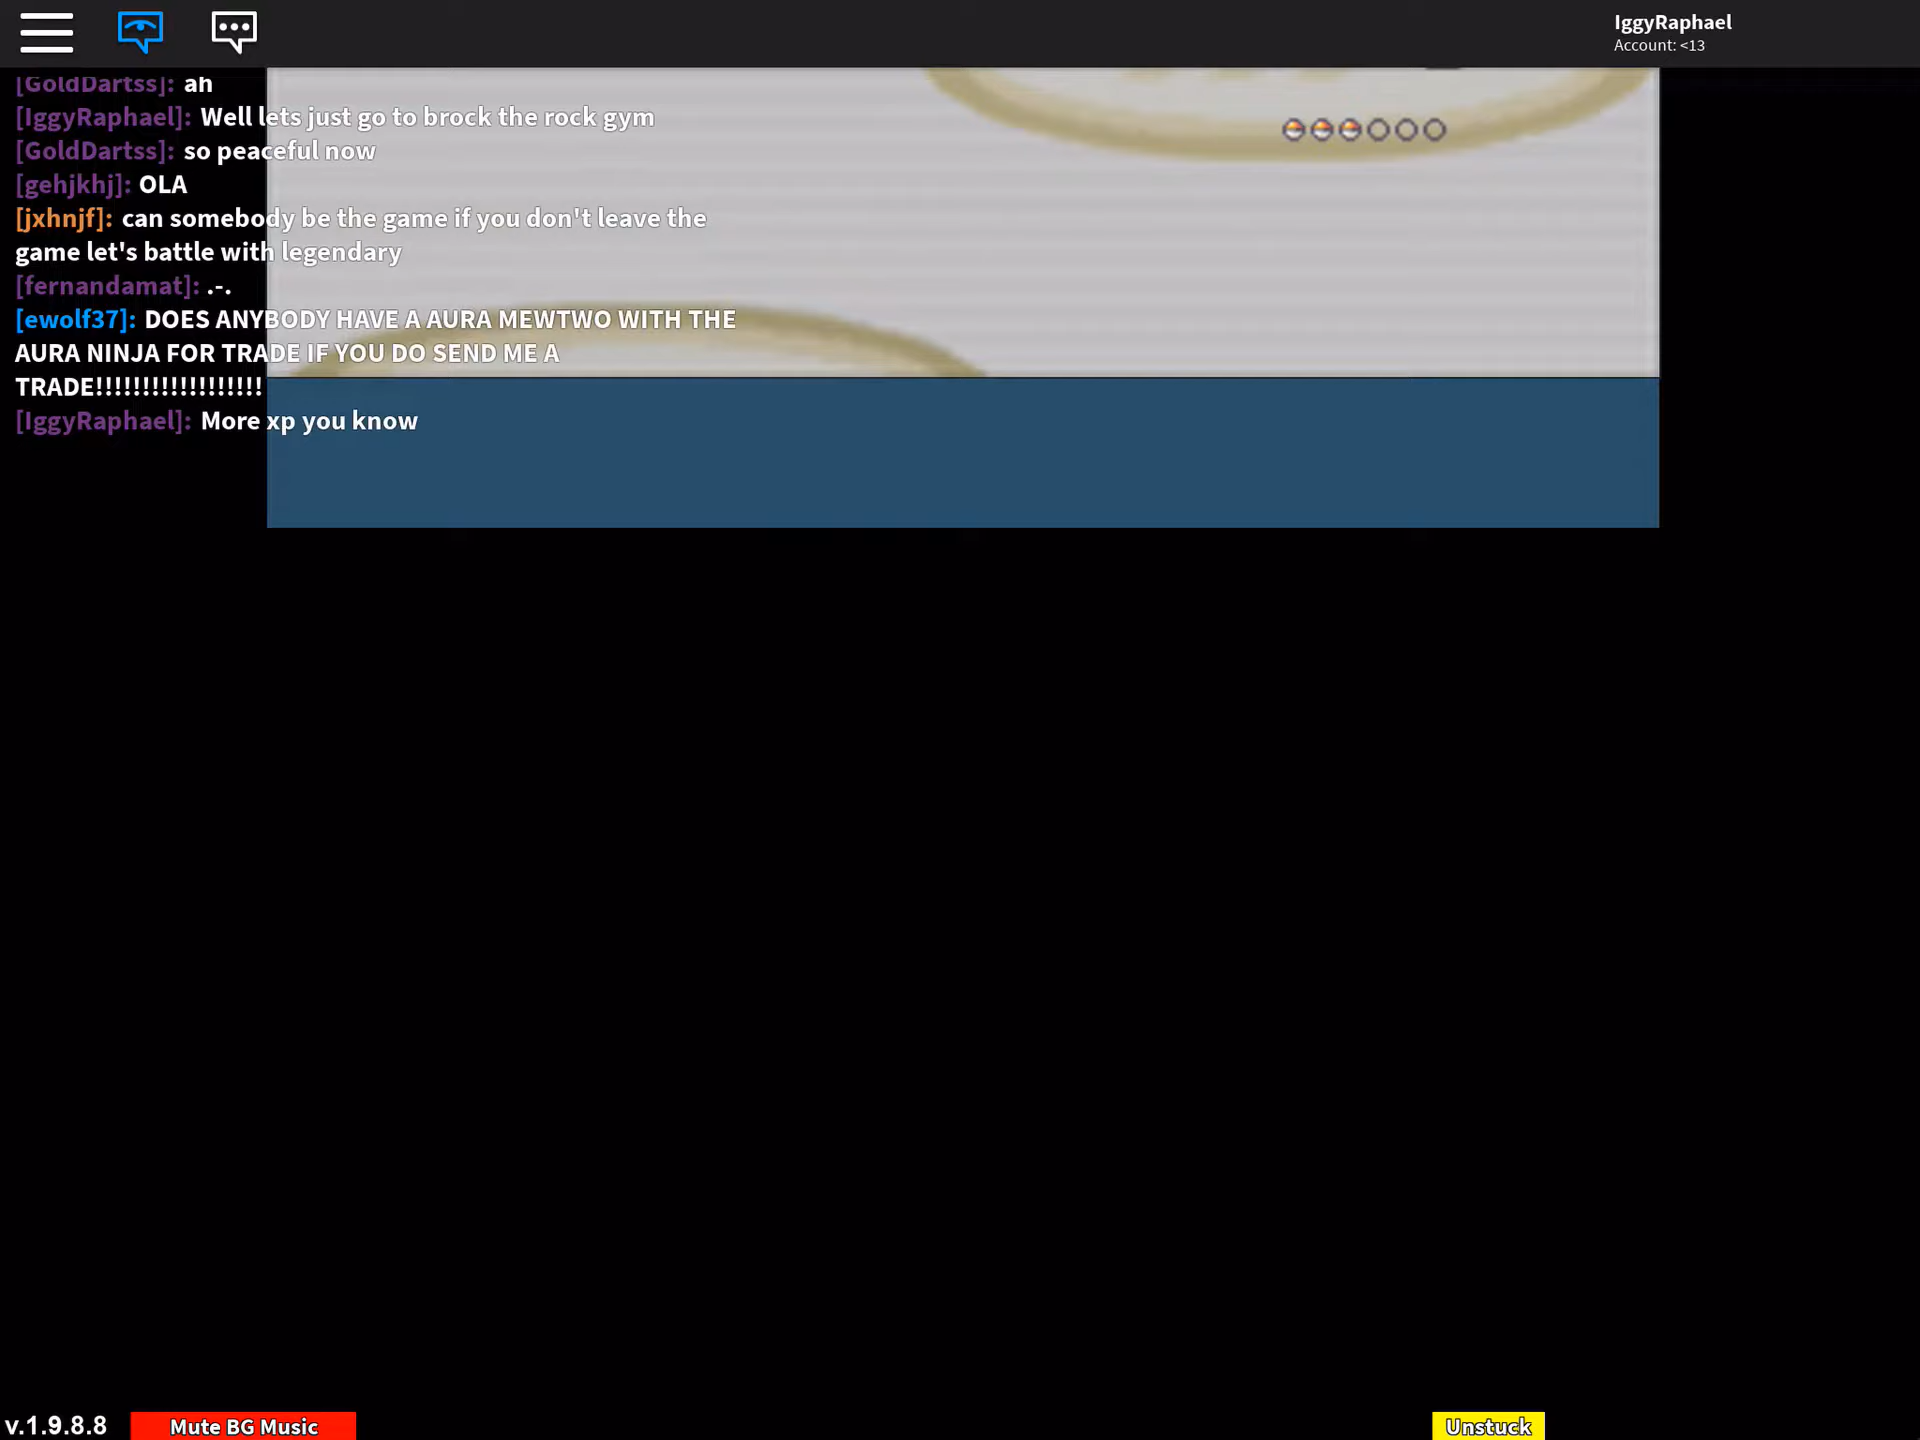 IggyRaphael
Account: <13
[GoldDartss]: ah
[IggyRaphael]: Well lets just go to brock the rock gym
[GoldDartss]: so peaceful now
[gehjkhj]: OLA
[jxhnjf]: can somebody be the game if you don't leave the
game let's battle with legendary
[fernandamat]: .-.
[ewolf37]: DOES ANYBODY HAVE A AURA MEWTWO WITH THE
AURA NINJA FOR TRADE IF YOU DO SEND ME A
TRADE!!!!!!!!!!!!!!!!!!
[IggyRaphael]: More xp you know
v.1.9.8.8
Mute BG Music
Unstuck